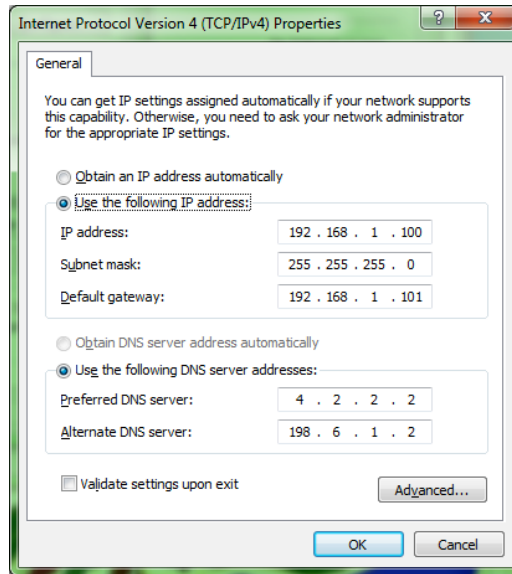 Internet Protocol Version 4 (TCP/IPv4) Properties
General
You can get IP settings assigned automatically if your network supports
this capability. Otherwise, you need to ask your network administrator
for the appropriate IP settings.
Obtain an IP address automatically
Use the following IP address:
IP address: 192 . 168 . 1 . 100
Subnet mask: 255 . 255 . 255 . 0
Default gateway: 192 . 168 . 1 . 101
Obtain DNS server address automatically
Use the following DNS server addresses:
Preferred DNS server: 4 . 2 . 2 . 2
Alternate DNS server: 198 . 6 . 1 . 2
Validate settings upon exit
Advanced...
OK Cancel